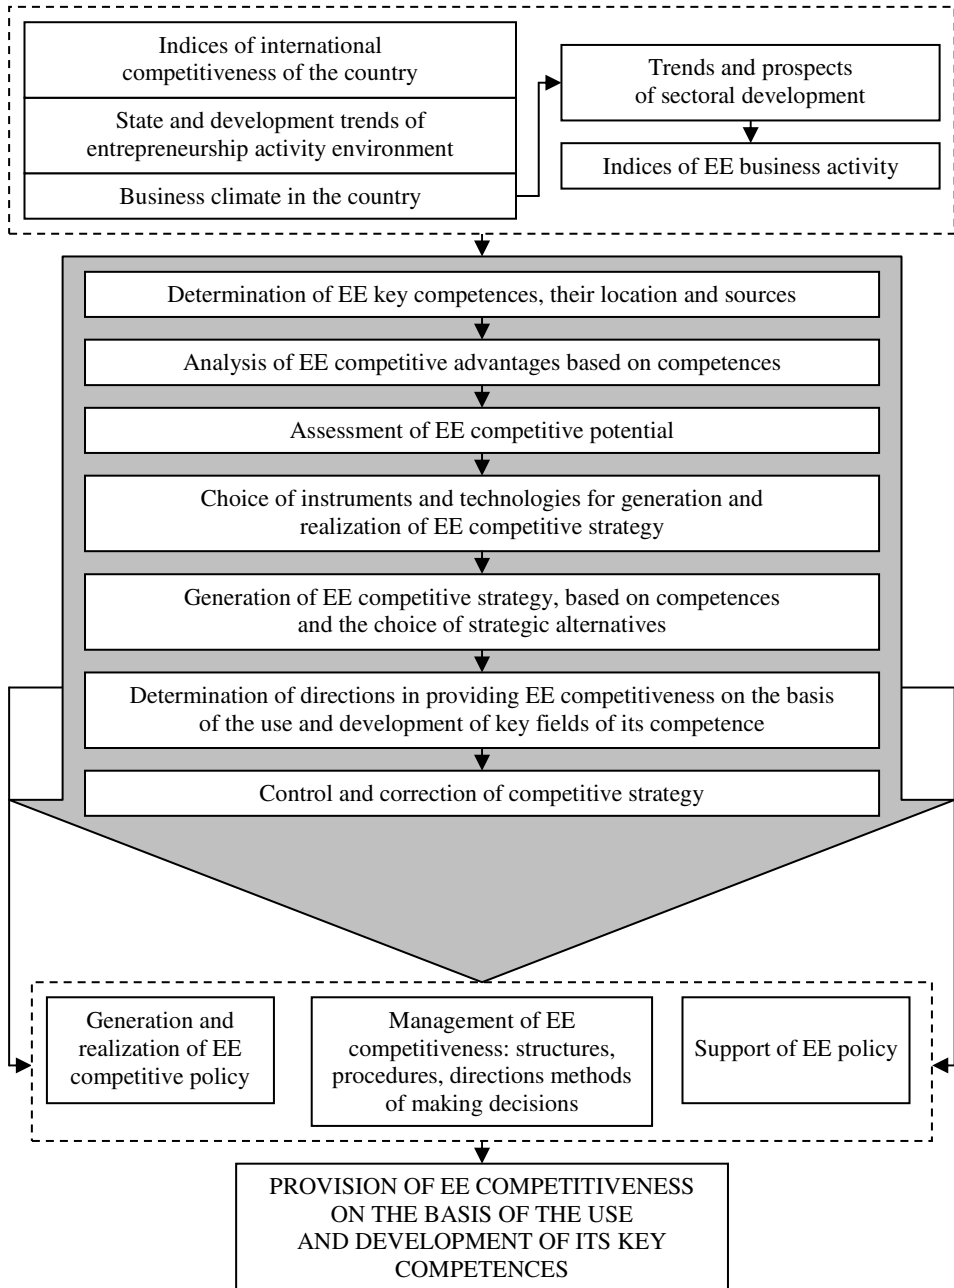 Indices of international
competitiveness of the country
State and development trends of
entrepreneurship activity environment
Business climate in the country
Trends and prospects
of sectoral development
Indices of EE business activity
Determination of EE key competences, their location and sources
Analysis of EE competitive advantages based on competences
Assessment of EE competitive potential
Choice of instruments and technologies for generation and
realization of EE competitive strategy
Generation of EE competitive strategy, based on competences
and the choice of strategic alternatives
Determination of directions in providing EE competitiveness on the basis
of the use and development of key fields of its competence
Control and correction of competitive strategy
Generation and
realization of EE
competitive policy
Management of EE
competitiveness: structures,
procedures, directions methods
of making decisions
Support of EE policy
PROVISION OF EE COMPETITIVENESS
ON THE BASIS OF THE USE
AND DEVELOPMENT OF ITS KEY
COMPETENCES